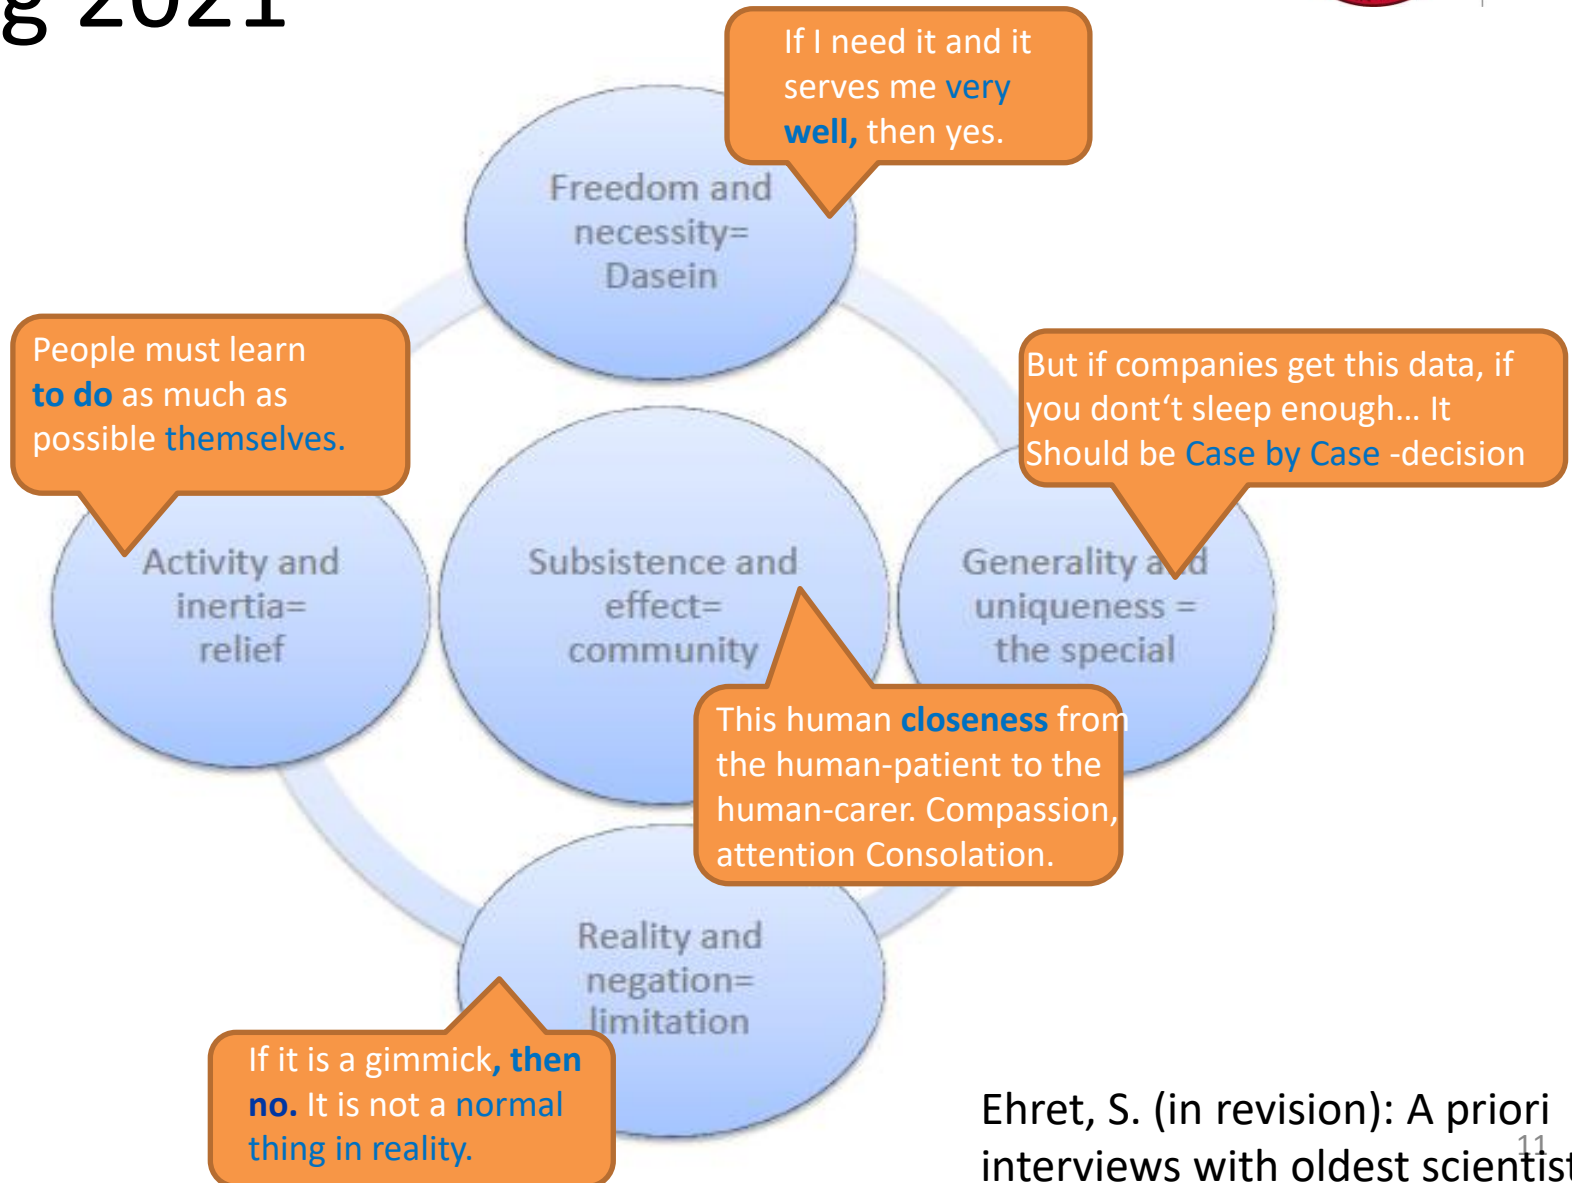 g 2021
If I need it and it
serves me very
well, then yes.
Freedom and
necessity=
Dasein
People must learn
to do as much as
possible themselves.
But if companies get this data, if
you dont‘t sleep enough... It
Should be Case by Case -decision
Activity and
inertia=
relief
Subsistence and
effect=
community
Generality and
uniqueness =
the special
This human closeness from
the human-patient to the
human-carer. Compassion,
attention Consolation.
Reality and
negation=
limitation
If it is a gimmick, then
no. It is not a normal
thing in reality.
Ehret, S. (in revision): A priori
interviews with oldest scientist
11